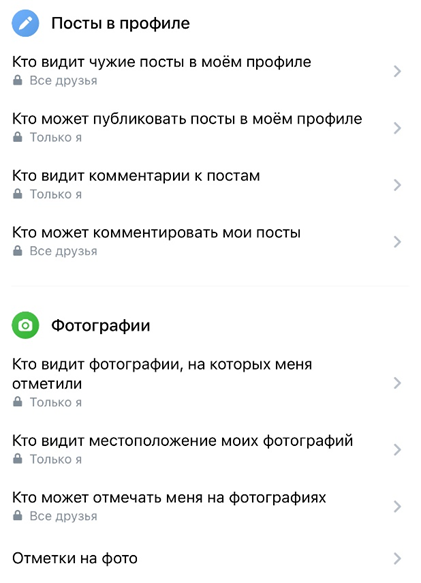 Посты в профиле
Кто видит чужие посты в моём профиле
Все друзья
Кто может публиковать посты в моём профиле
Только я
Кто видит комментарии к постам
Только я
Кто может комментировать мои посты
Все друзья
Фотографии
Кто видит фотографии, на которых меня
отметили
Только я
Кто видит местоположение моих фотографий
Только я
Кто может отмечать меня на фотографиях
Все друзья
Отметки на фото